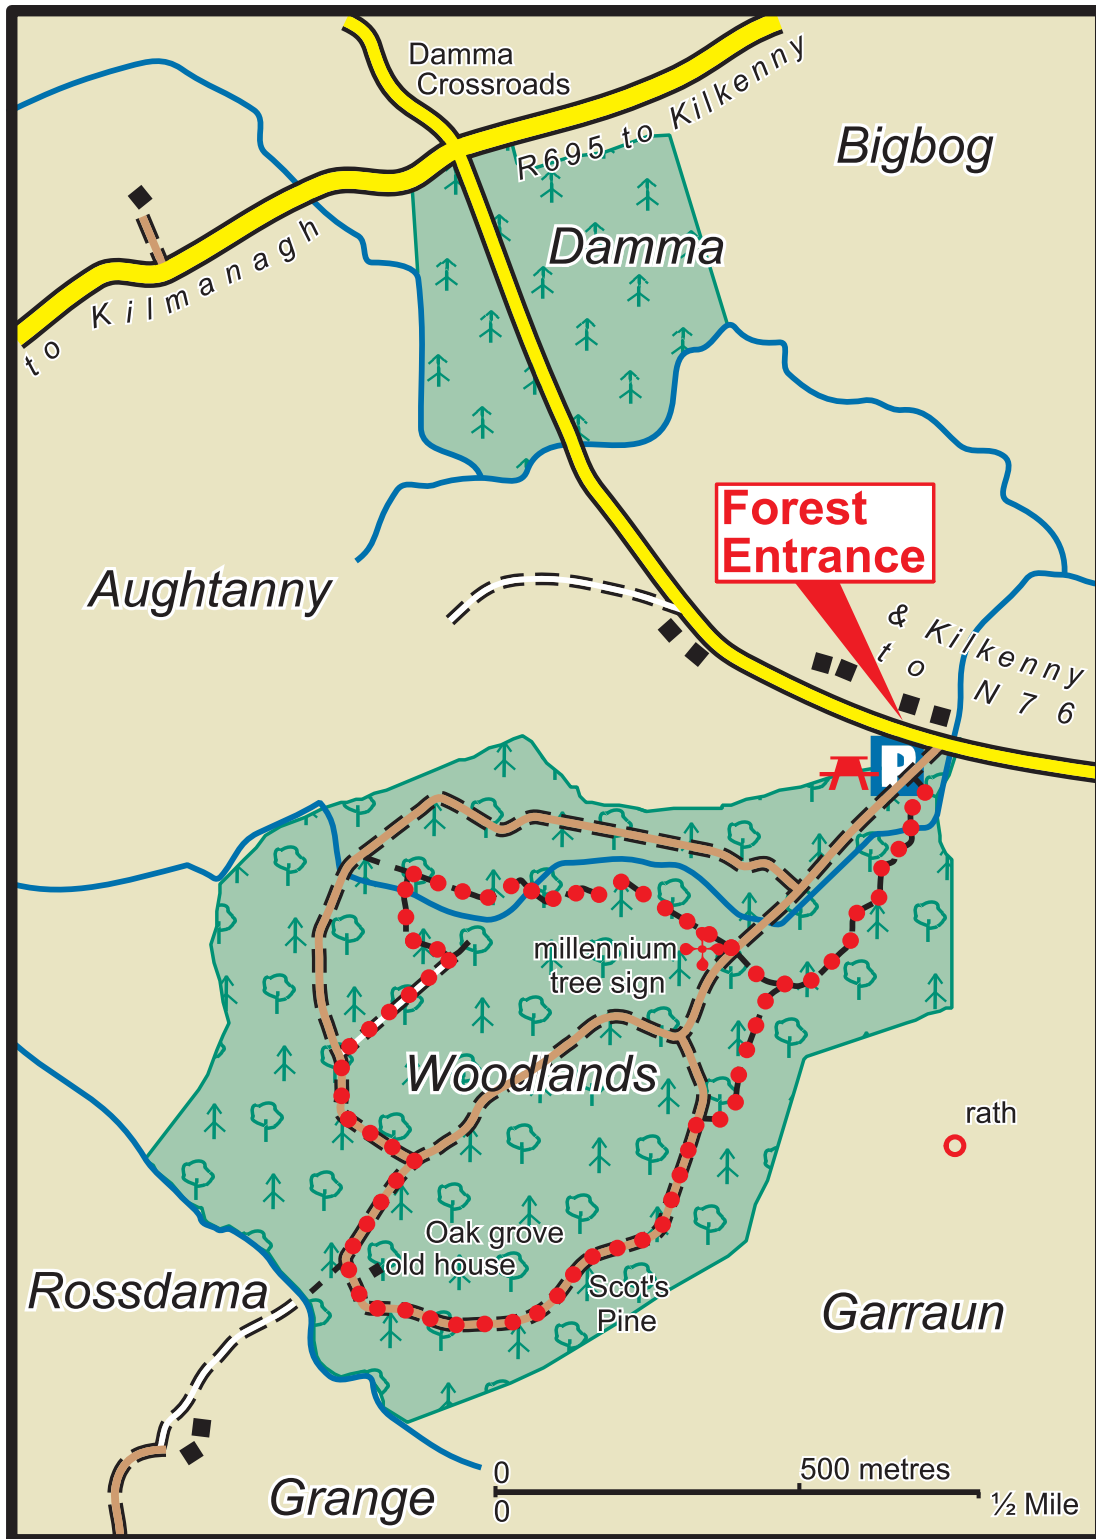 Damma
Crossroads
R695 to Kilkenny
Bigbog
Damma
to Kilmanagh
Forest
Entrance
Aughtanny
& Kilkenny
to N76
P
millennium
tree sign
Woodlands
rath
Oak grove
old house
Scot's
Pine
Rossdama
Garraun
Grange
0
500 metres
0
½ Mile